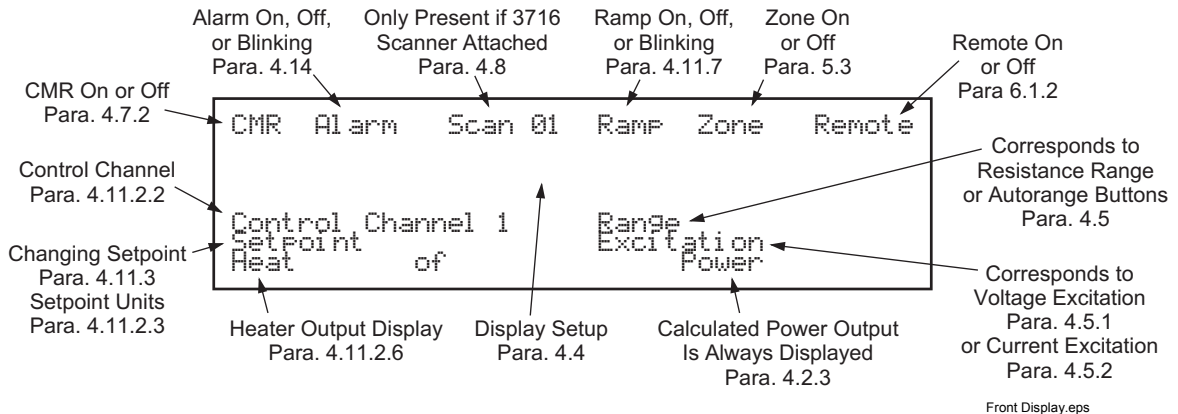 Alarm On, Off,
or Blinking
Para. 4.14
Only Present if 3716
Scanner Attached
Para. 4.8
Ramp On, Off,
or Blinking
Para. 4.11.7
Zone On
or Off
Para. 5.3
Remote On
or Off
Para 6.1.2
CMR On or Off
Para. 4.7.2
CMR Alarm Scan 01 Ramp Zone Remote
Control Channel
Para. 4.11.2.2
Corresponds to
Resistance Range
or Autorange Buttons
Para. 4.5
Control Channel 1 Range
Setpoint Excitation
Heat of Power
Changing Setpoint
Para. 4.11.3
Setpoint Units
Para. 4.11.2.3
Heater Output Display
Para. 4.11.2.6
Display Setup
Para. 4.4
Calculated Power Output
Is Always Displayed
Para. 4.2.3
Corresponds to
Voltage Excitation
Para. 4.5.1
or Current Excitation
Para. 4.5.2
Front Display.eps